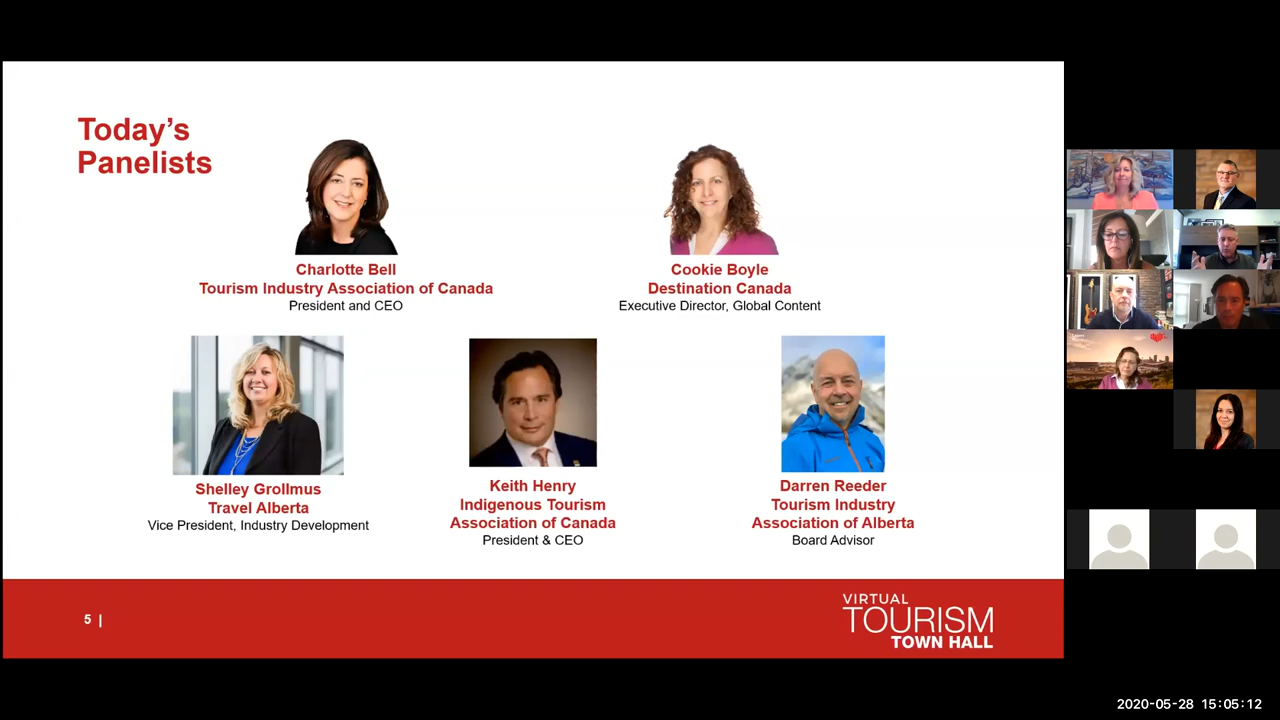 Today's
Panelists
Charlotte Bell
Tourism Industry Association of Canada
President and CEO
Cookie Boyle
Destination Canada
Executive Director, Global Content
Shelley Grollmus
Travel Alberta
Vice President, Industry Development
Keith Henry
Indigenous Tourism
Association of Canada
President & CEO
Darren Reeder
Tourism Industry
Association of Alberta
Board Advisor
5 |
VIRTUAL
TOURISM
TOWN HALL
2020-05-28 15:05:12